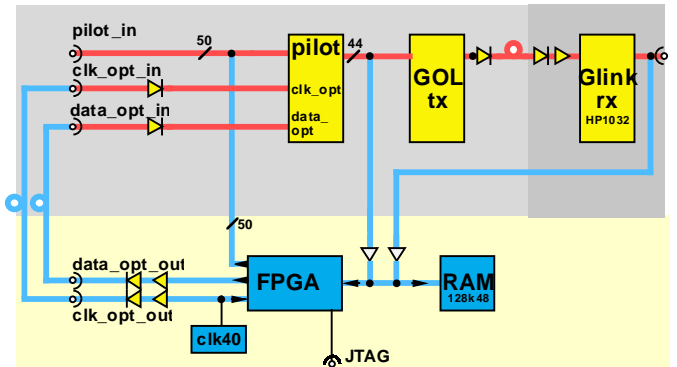 pilot_in
50
pilot
44
clk_opt_in
clk_opt
data_opt_in
data_
opt
GOL
tx
Glink
rx
HP1032
50
data_opt_out
FPGA
RAM
128k48
clk_opt_out
clk40
JTAG